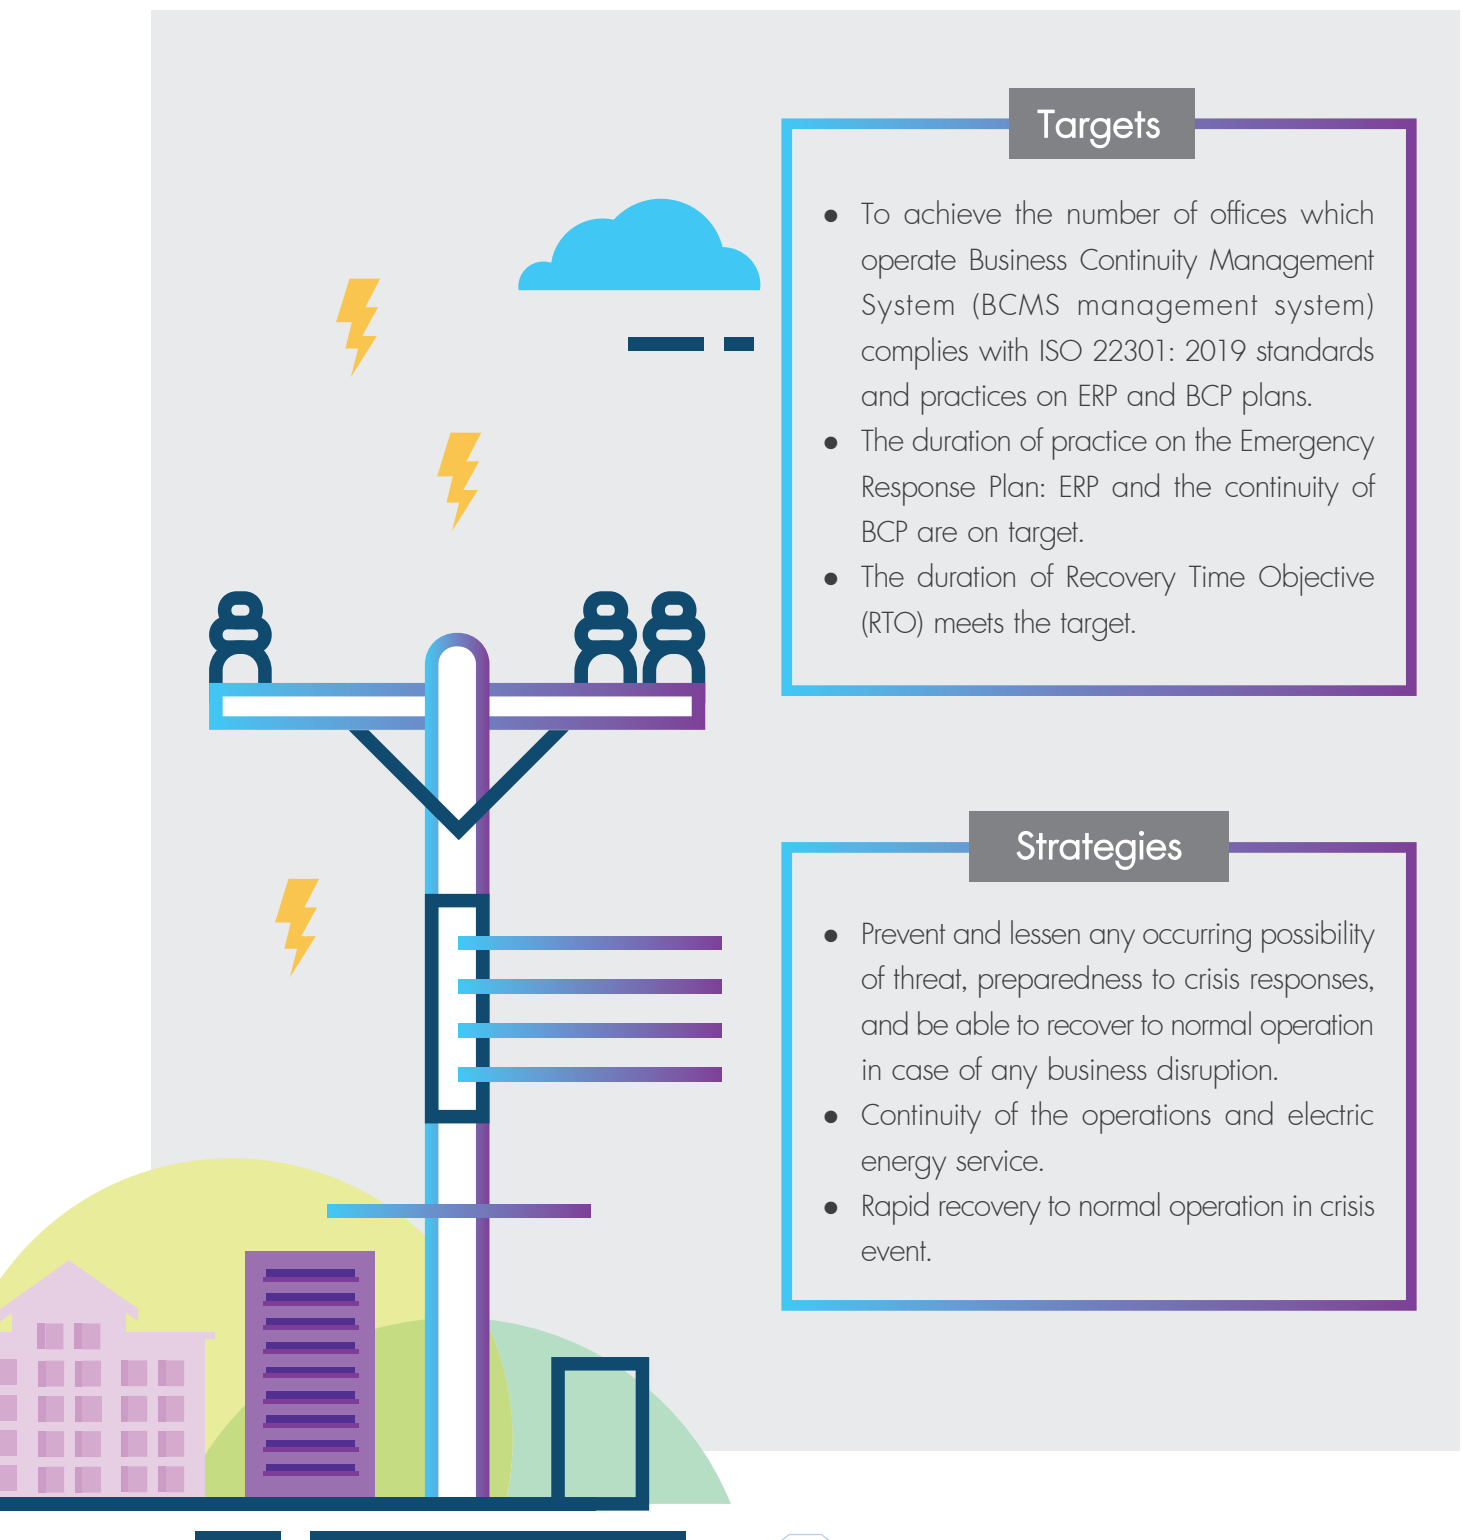 Targets
● To achieve the number of offices which
operate Business Continuity Management
System (BCMS management system)
complies with ISO 22301: 2019 standards
and practices on ERP and BCP plans.
● The duration of practice on the Emergency
Response Plan: ERP and the continuity of
BCP are on target.
● The duration of Recovery Time Objective
(RTO) meets the target.
Strategies
● Prevent and lessen any occurring possibility
of threat, preparedness to crisis responses,
and be able to recover to normal operation
in case of any business disruption.
● Continuity of the operations and electric
energy service.
● Rapid recovery to normal operation in crisis
event.